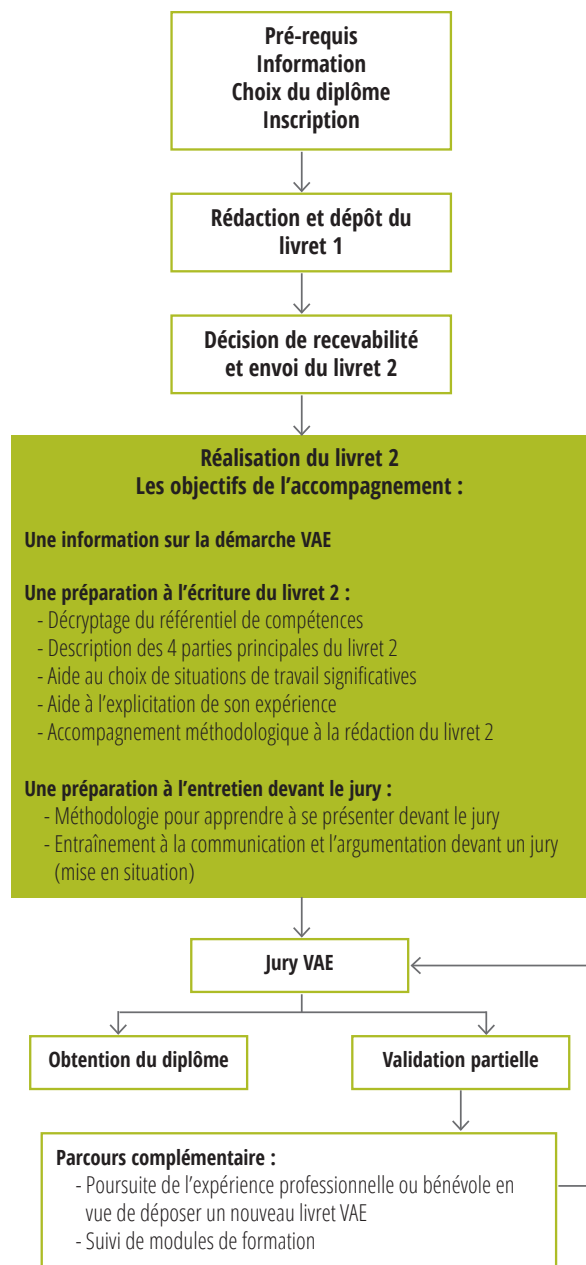 Pré-requis
Information
Choix du diplôme
Inscription
Rédaction et dépôt du
livret 1
Décision de recevabilité
et envoi du livret 2
Réalisation du livret 2
Les objectifs de l’accompagnement :
Une information sur la démarche VAE
Une préparation à l’écriture du livret 2 :
- Décryptage du référentiel de compétences
- Description des 4 parties principales du livret 2
- Aide au choix de situations de travail significatives
- Aide à l’explicitation de son expérience
- Accompagnement méthodologique à la rédaction du livret 2
Une préparation à l’entretien devant le jury :
- Méthodologie pour apprendre à se présenter devant le jury
- Entraînement à la communication et l’argumentation devant un jury
(mise en situation)
Jury VAE
Obtention du diplôme
Validation partielle
Parcours complémentaire :
- Poursuite de l’expérience professionnelle ou bénévole en
vue de déposer un nouveau livret VAE
- Suivi de modules de formation